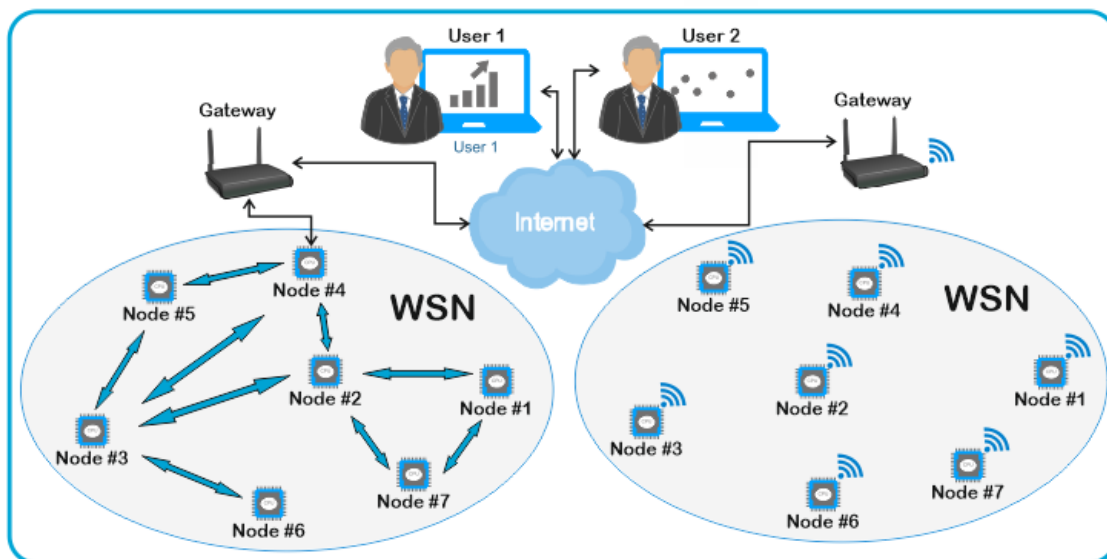 User 1
User 2
Gateway
Gateway
User 1
Internet
Node #5
Node #4
WSN
Node #2
Node #1
Node #3
Node #7
Node #6
Node #5
Node #4
WSN
Node #2
Node #1
Node #3
Node #7
Node #6